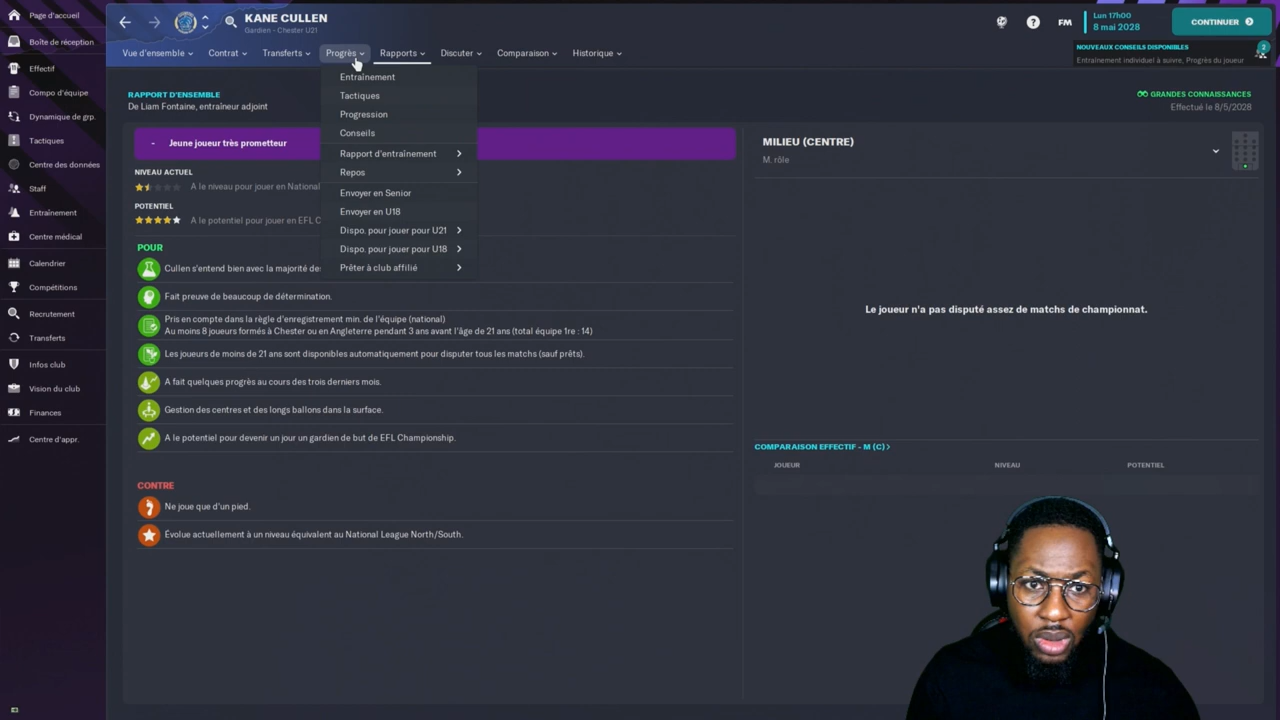 Page d'accueil
Boîte de réception
Effectif
Compo d'équipe
Dynamique de grp.
Tactiques
Centre des données
Staff
Entraînement
Centre médical
Calendrier
Compétitions
Recrutement
Transferts
Infos club
Vision du club
Finances
Centre d'appr.
KANE CULLEN
Gardien - Chester U21
FM
Lun 17h00
8 mai 2028
CONTINUER
Vue d'ensemble
Contrat
Transferts
Progrès
Rapports
Discuter
Comparaison
Historique
NOUVEAUX CONSEILS DISPONIBLES
Entraînement individuel à suivre, Progrès du joueur
2
Entraînement
Tactiques
Progression
Conseils
Rapport d'entraînement
Repos
Envoyer en Senior
Envoyer en U18
Dispo. pour jouer pour U21
Dispo. pour jouer pour U18
Prêter à club affilié
RAPPORT D'ENSEMBLE
De Liam Fontaine, entraîneur adjoint
GRANDES CONNAISSANCES
Effectué le 8/5/2028
- Jeune joueur très prometteur
NIVEAU ACTUEL
A le niveau pour jouer en National
POTENTIEL
A le potentiel pour jouer en EFL C
POUR
Cullen s'entend bien avec la majorité de
Fait preuve de beaucoup de détermination.
Pris en compte dans la règle d'enregistrement min. de l'équipe (national)
Au moins 8 joueurs formés à Chester ou en Angleterre pendant 3 ans avant l'âge de 21 ans (total équipe 1re : 14)
Les joueurs de moins de 21 ans sont disponibles automatiquement pour disputer tous les matchs (sauf prêts).
A fait quelques progrès au cours des trois derniers mois.
Gestion des centres et des longs ballons dans la surface.
A le potentiel pour devenir un jour un gardien de but de EFL Championship.
CONTRE
Ne joue que d'un pied.
Évolue actuellement à un niveau équivalent au National League North/South.
MILIEU (CENTRE)
M. rôle
Le joueur n'a pas disputé assez de matchs de championnat.
COMPARAISON EFFECTIF - M (C)
JOUEUR
NIVEAU
POTENTIEL